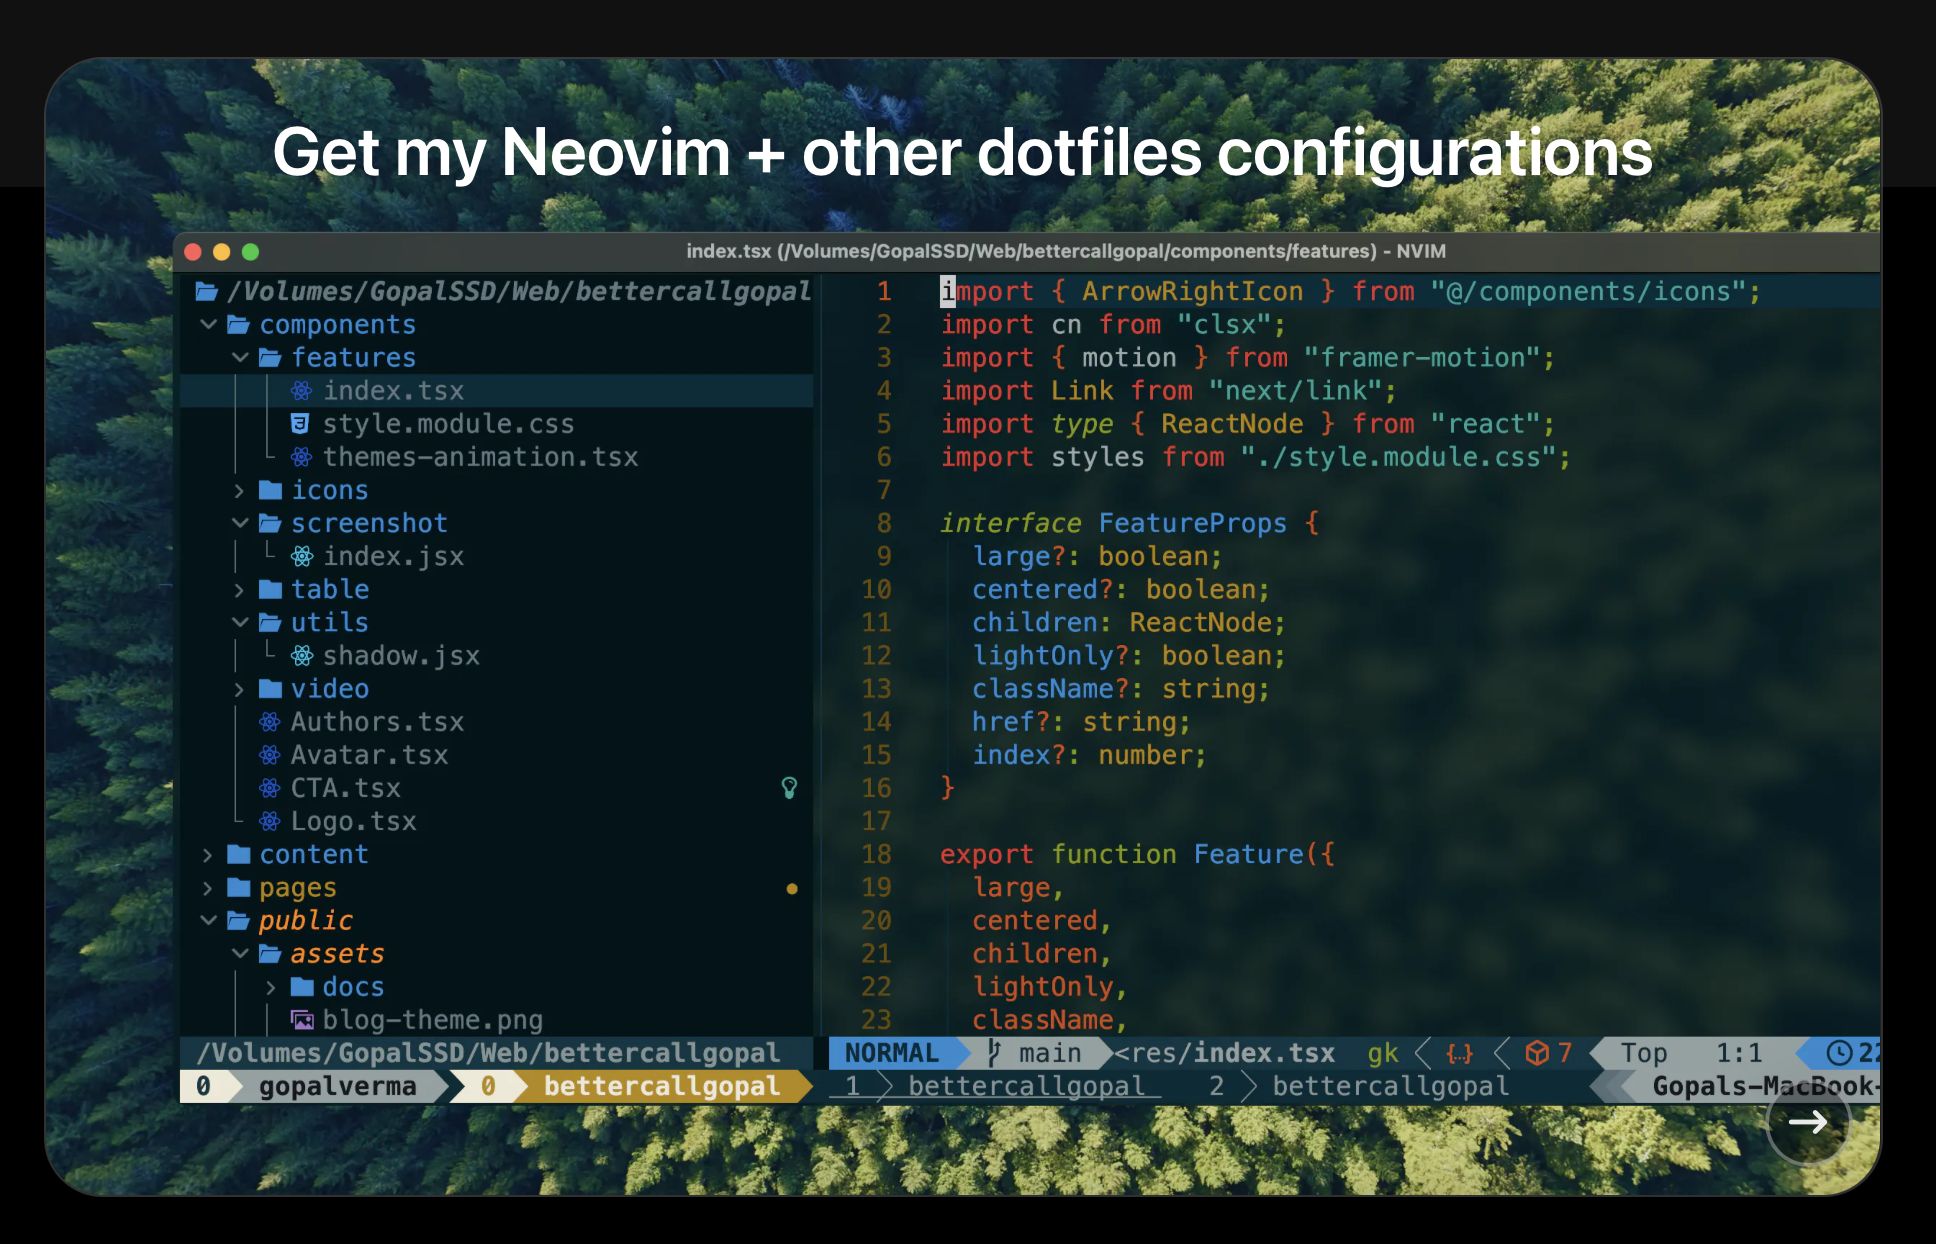 Get my Neovim + other dotfiles configurations
index.tsx (/Volumes/GopalSSD/Web/bettercallgopal/components/features) - NVIM
/Volumes/GopalSSD/Web/bettercallgopal
components
features
index.tsx
style.module.css
themes-animation.tsx
icons
screenshot
index.jsx
table
utils
shadow.jsx
video
Authors.tsx
Avatar.tsx
CTA.tsx
Logo.tsx
content
pages
public
assets
docs
blog-theme.png
/Volumes/GopalSSD/Web/bettercallgopal
1 import { ArrowRightIcon } from "@/components/icons";
2 import cn from "clsx";
3 import { motion } from "framer-motion";
4 import Link from "next/link";
5 import type { ReactNode } from "react";
6 import styles from "./style.module.css";
7
8 interface FeatureProps {
9 large?: boolean;
10 centered?: boolean;
11 children: ReactNode;
12 lightOnly?: boolean;
13 className?: string;
14 href?: string;
15 index?: number;
16 }
17
18 export function Feature({
19 large,
20 centered,
21 children,
22 lightOnly,
23 className,
NORMAL main <res/index.tsx gk {..} 7 Top 1:1 22
0 gopalverma 0 bettercallgopal 1 bettercallgopal 2 bettercallgopal Gopals-MacBook-